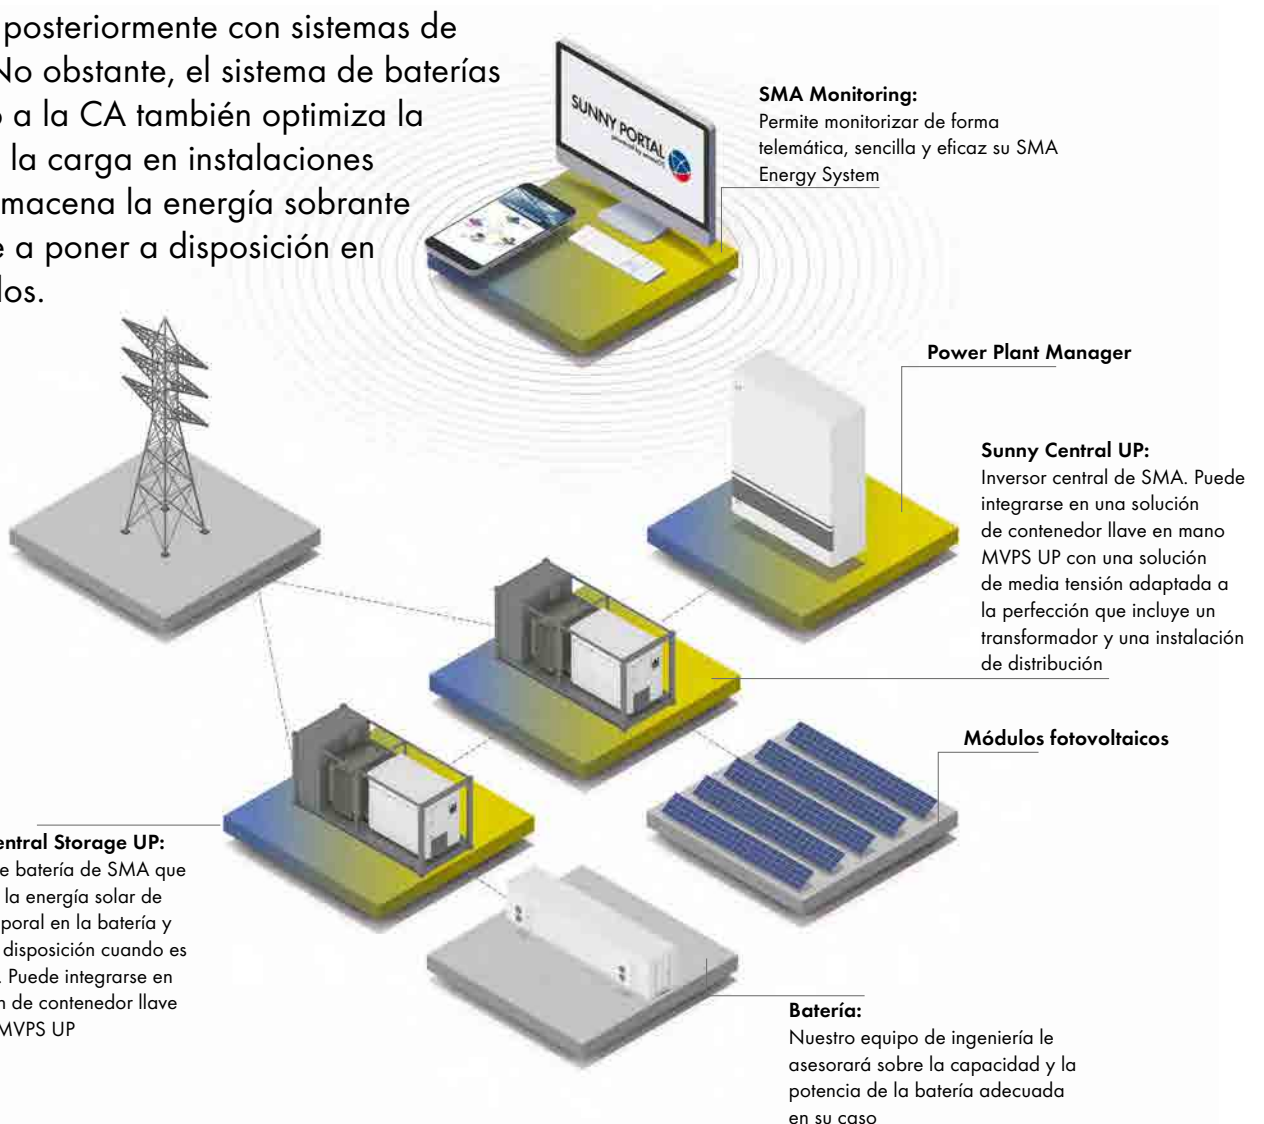 posteriormente con sistemas de
No obstante, el sistema de baterías
a la CA también optimiza la
la carga en instalaciones
macena la energía sobrante
e a poner a disposición en
los.
SUNNY PORTAL
powered by ennexOS
SMA Monitoring:
Permite monitorizar de forma
telemática, sencilla y eficaz su SMA
Energy System
Power Plant Manager
Sunny Central UP:
Inversor central de SMA. Puede
integrarse en una solución
de contenedor llave en mano
MVPS UP con una solución
de media tensión adaptada a
la perfección que incluye un
transformador y una instalación
de distribución
Módulos fotovoltaicos
entral Storage UP:
e batería de SMA que
la energía solar de
poral en la batería y
disposición cuando es
. Puede integrarse en
n de contenedor llave
MVPS UP
Batería:
Nuestro equipo de ingeniería le
asesorará sobre la capacidad y la
potencia de la batería adecuada
en su caso